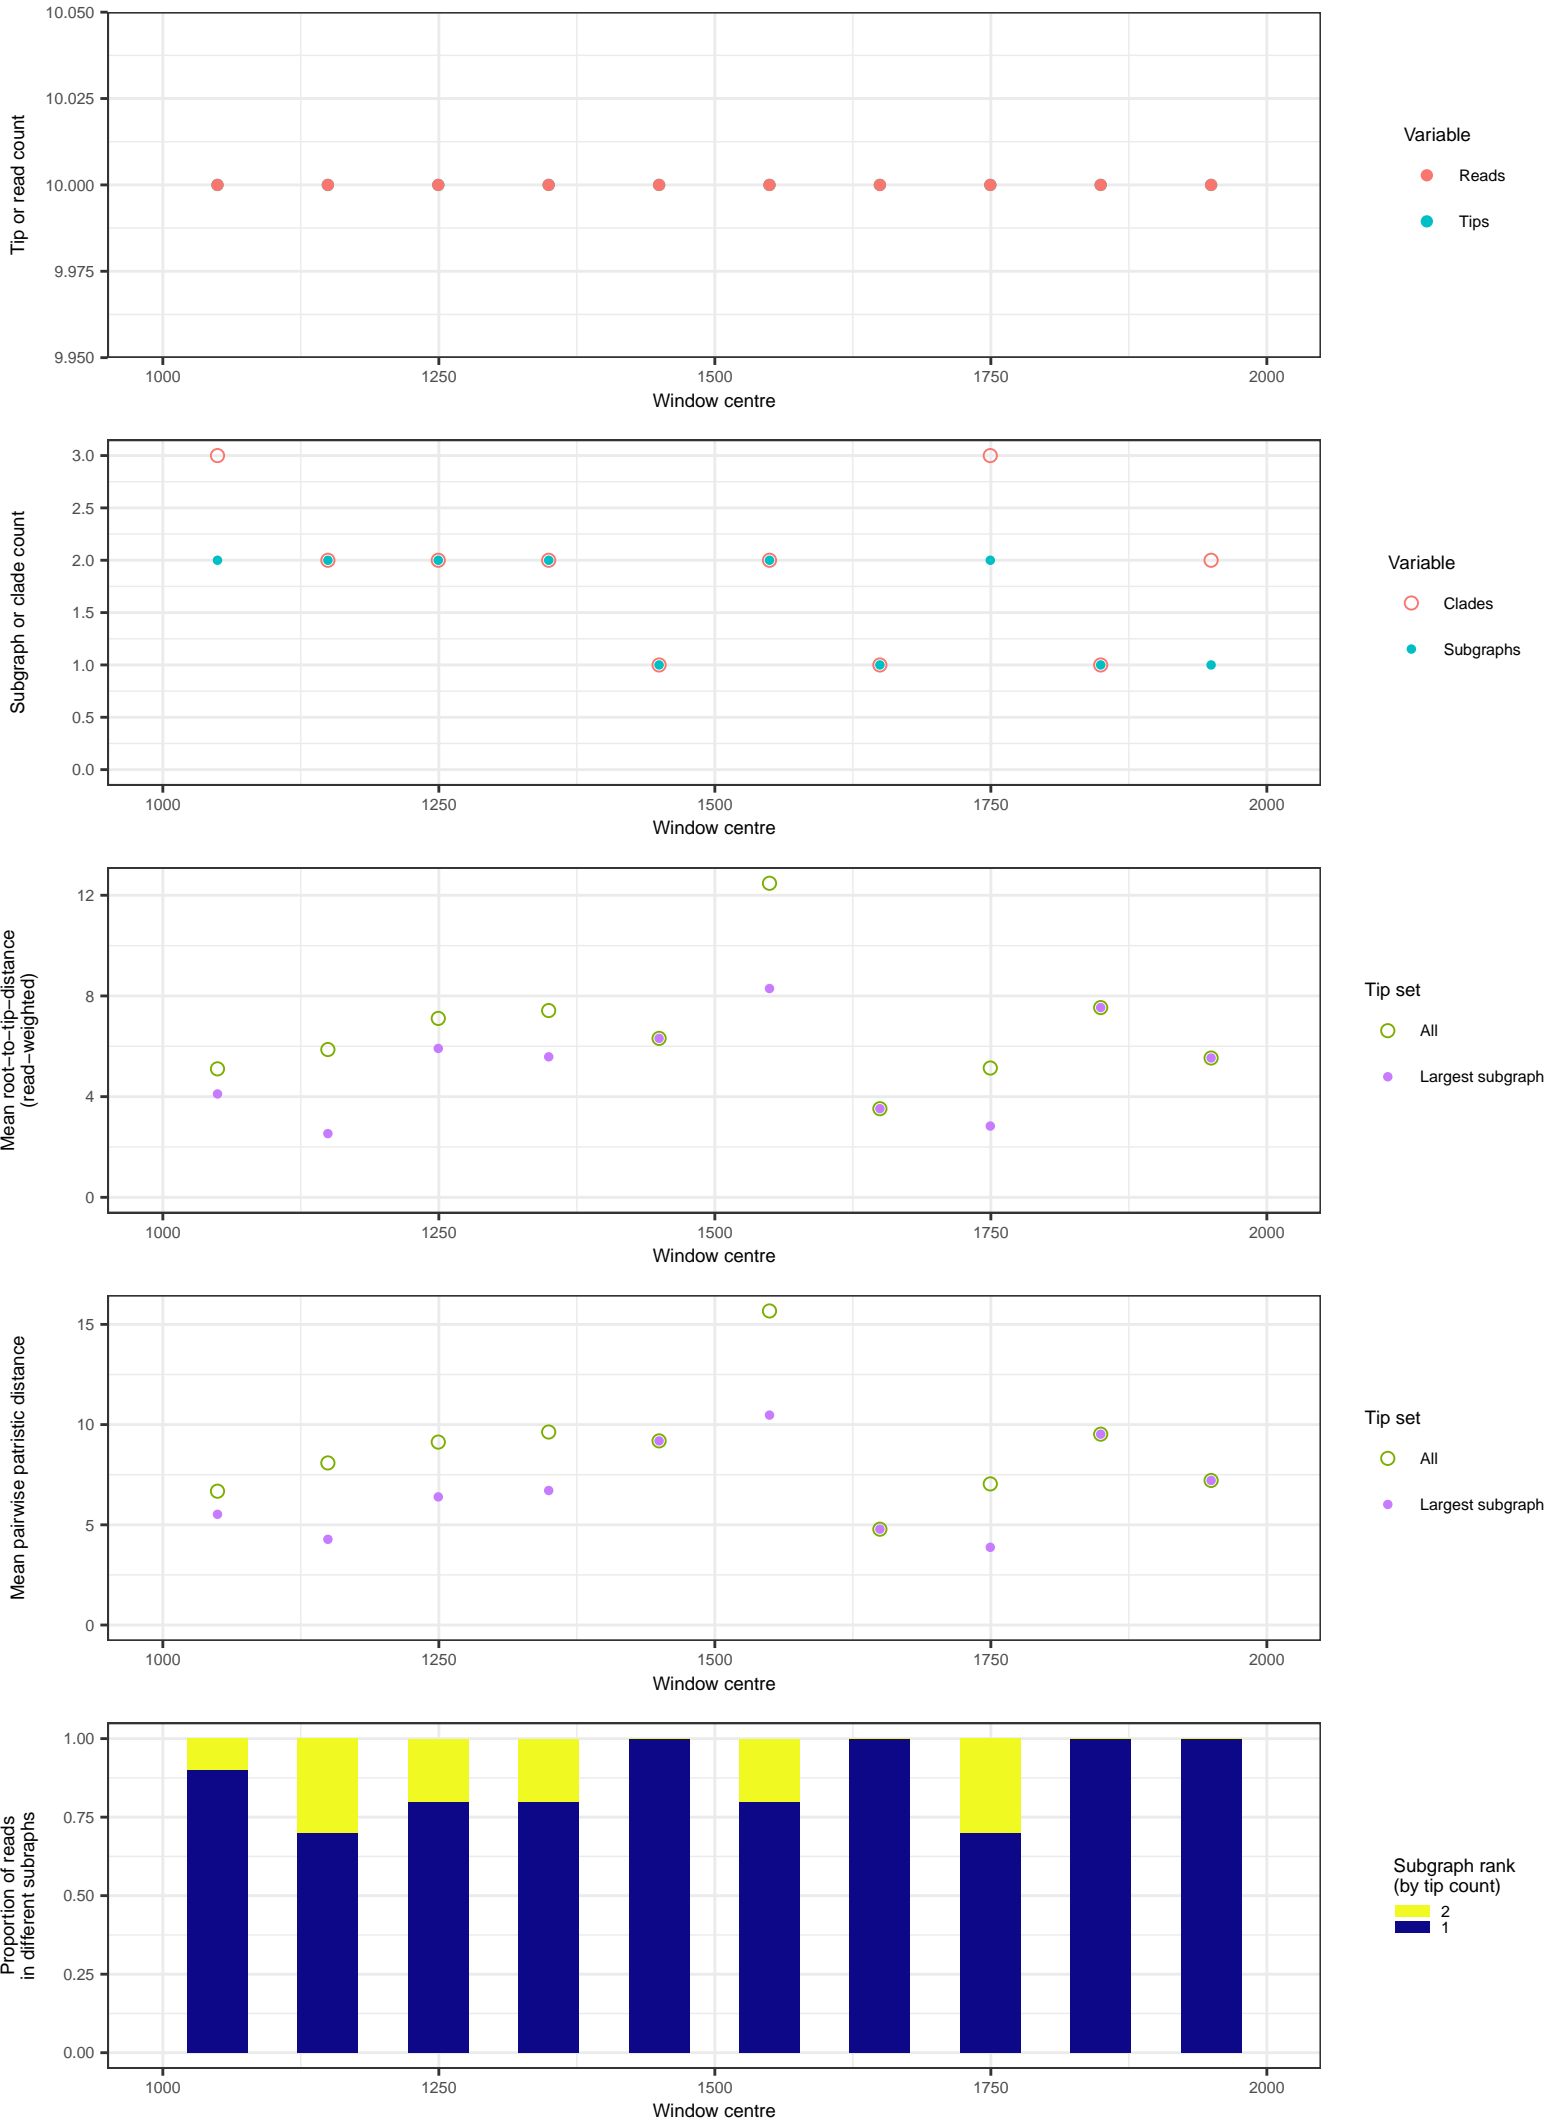 10.050
10.025
10.000
9.975
9.950
Tip or read count
1000 1250 1500 1750 2000
Window centre
Variable
Reads
Tips
3.0
2.5
2.0
1.5
1.0
0.5
0.0
Subgraph or clade count
1000 1250 1500 1750 2000
Window centre
Variable
Clades
Subgraphs
12
8
4
0
Mean root−to−tip−distance
(read−weighted)
1000 1250 1500 1750 2000
Window centre
Tip set
All
Largest subgraph
15
10
5
0
Mean pairwise patristic distance
1000 1250 1500 1750 2000
Window centre
Tip set
All
Largest subgraph
1.00
0.75
0.50
0.25
0.00
Proportion of reads
in different subraphs
1000 1250 1500 1750 2000
Window centre
Subgraph rank
(by tip count)
2
1